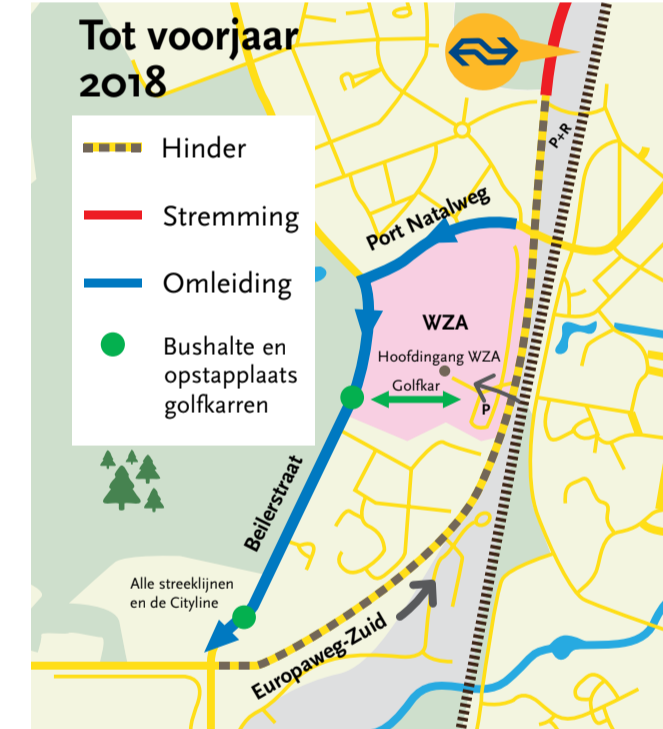 Tot voorjaar
2018
Hinder
Stremming
Omleiding
Bushalte en
opstapplaats
golfkarren
P+R
Port Natalweg
WZA
Hoofdingang WZA
Golfkar
P
Beilerstraat
Alle streeklijnen
en de Cityline
Europaweg-Zuid